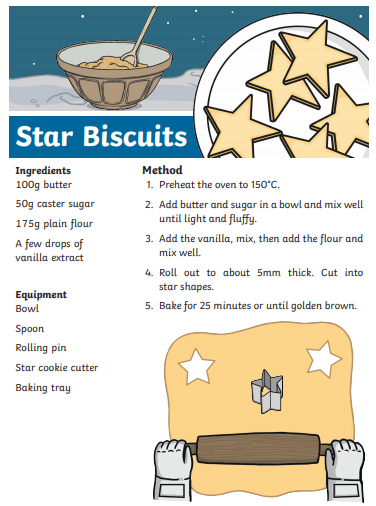 Star Biscuits
Ingredients
100g butter
50g caster sugar
175g plain flour
A few drops of
vanilla extract
Equipment
Bowl
Spoon
Rolling pin
Star cookie cutter
Baking tray
Method
1. Preheat the oven to 150°C.
2. Add butter and sugar in a bowl and mix well
until light and fluffy.
3. Add the vanilla, mix, then add the flour and
mix well.
4. Roll out to about 5mm thick. Cut into
star shapes.
5. Bake for 25 minutes or until golden brown.